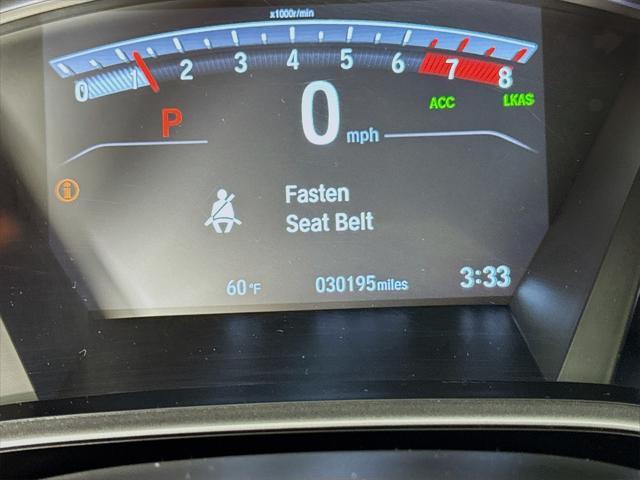 x1000r/min
0 1 2 3 4 5 6 7 8
ACC LKAS
P
0 mph
i
Fasten
Seat Belt
60°F 030195miles 3:33